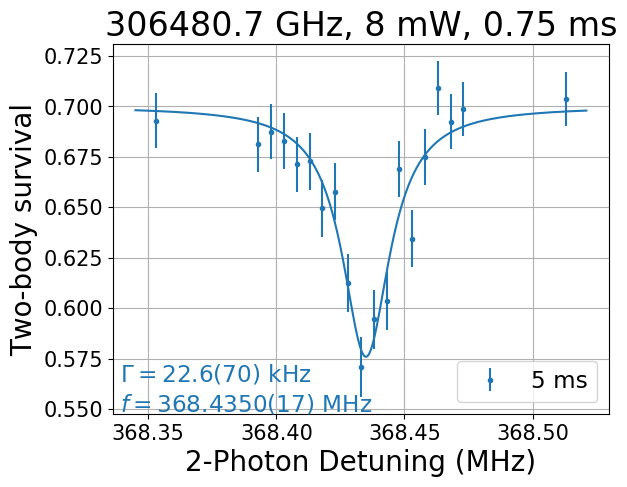 306480.7 GHz, 8 mW, 0.75 ms
0.725
0.700
0.675
0.650
0.625
0.600
0.575
0.550
Two-body survival
Γ = 22.6(70) kHz
f = 368.4350(17) MHz
5 ms
368.35 368.40 368.45 368.50
2-Photon Detuning (MHz)